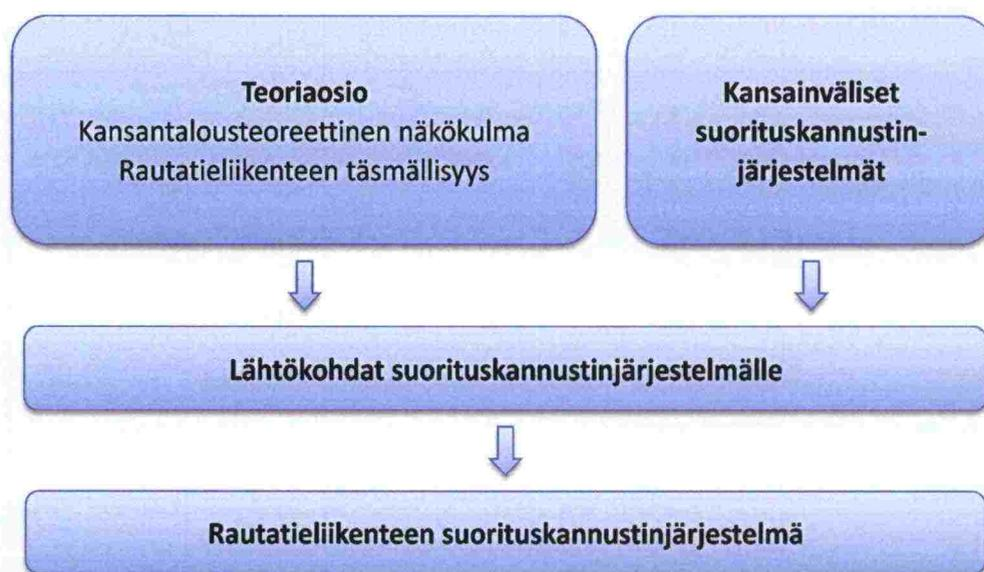 Teoriaosio
Kansantalousteoreettinen näkökulma
Rautatieliikenteen täsmällisyys
Kansainväliset
suorituskannustin-
järjestelmät
Lähtökohdat suorituskannustinjärjestelmälle
Rautatieliikenteen suorituskannustinjärjestelmä